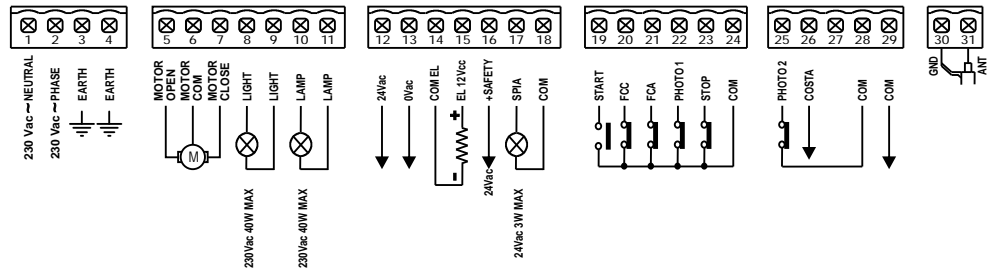 1 2 3 4
5 6 7 8 9 10 11
12 13 14 15 16 17 18
19 20 21 22 23 24
25 26 27 28 29
30 31
230 Vac ~ NEUTRAL
230 Vac ~ PHASE
EARTH
EARTH
MOTOR
OPEN
MOTOR
COM
MOTOR
CLOSE
LIGHT
LIGHT
LAMP
LAMP
M
230Vac 40W MAX
230Vac 40W MAX
24Vac
0Vac
COM EL
EL 12Vcc
+
-
+SAFETY
24Vac
SPIA
COM
24Vac 3W MAX
START
FCC
FCA
PHOTO 1
STOP
COM
PHOTO 2
COSTA
COM
COM
GND
ANT